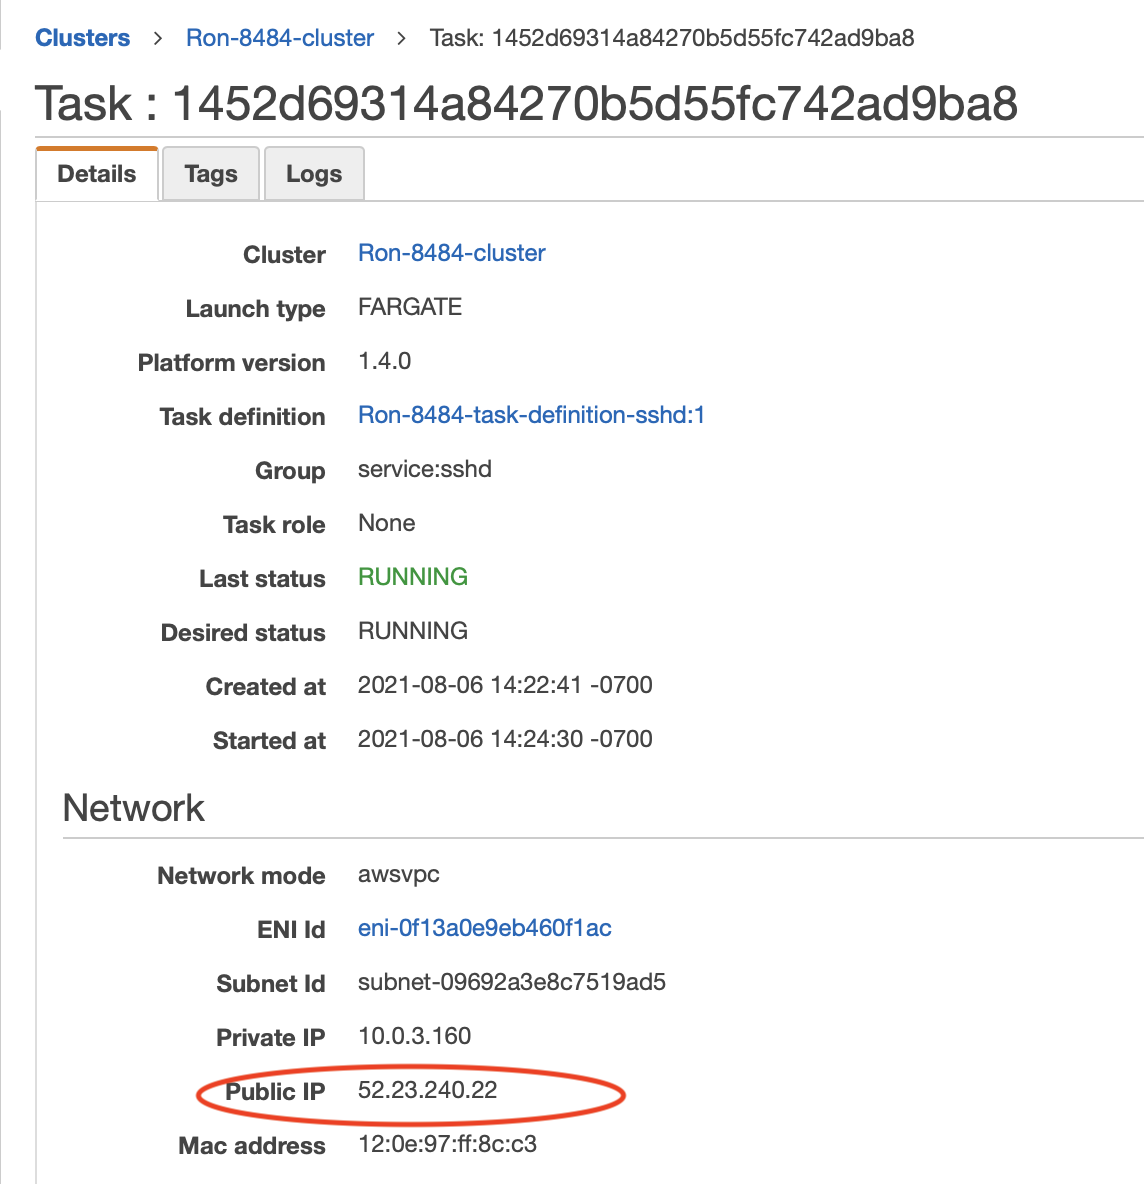 Clusters > Ron-8484-cluster > Task: 1452d69314a84270b5d55fc742ad9ba8
Task : 1452d69314a84270b5d55fc742ad9ba8
Details Tags Logs
Cluster Ron-8484-cluster
Launch type FARGATE
Platform version 1.4.0
Task definition Ron-8484-task-definition-sshd:1
Group service:sshd
Task role None
Last status RUNNING
Desired status RUNNING
Created at 2021-08-06 14:22:41 -0700
Started at 2021-08-06 14:24:30 -0700
Network
Network mode awsvpc
ENI Id eni-0f13a0e9eb460f1ac
Subnet Id subnet-09692a3e8c7519ad5
Private IP 10.0.3.160
Public IP 52.23.240.22
Mac address 12:0e:97:ff:8c:c3